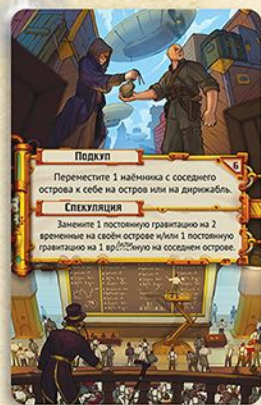 Подкуп
6
Переместите 1 наёмника с соседнего
острова к себе на остров или на дирижабль.
Спекуляция
Замените 1 постоянную гравитацию на 2
временные на своём острове и/или 1 постоянную
гравитацию на 1 временную на соседнем острове.